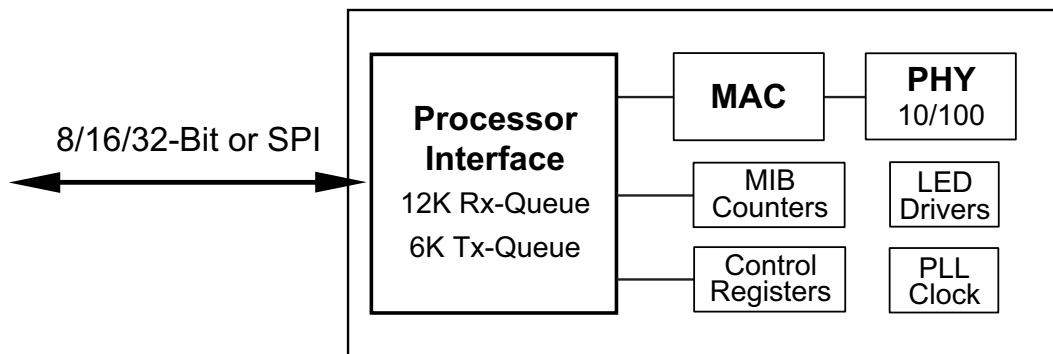 8/16/32-Bit or SPI
Processor
Interface
12K Rx-Queue
6K Tx-Queue
MAC
PHY
10/100
MIB
Counters
LED
Drivers
Control
Registers
PLL
Clock